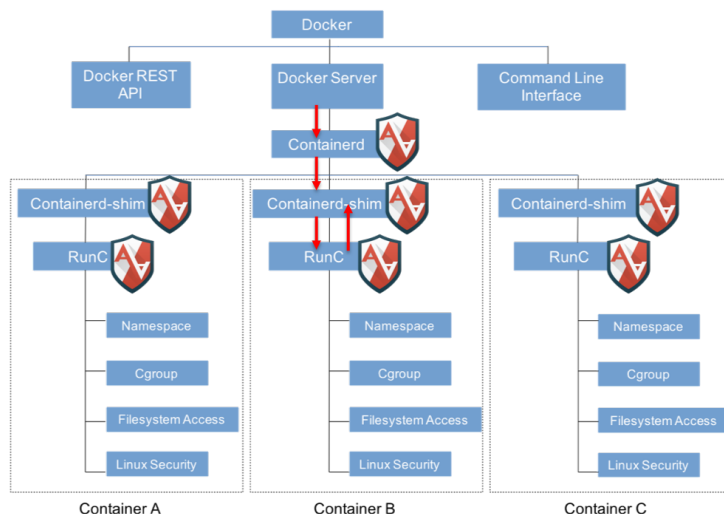 Docker
Docker REST
API
Docker Server
Command Line
Interface
Containerd
Containerd-shim
Containerd-shim
Containerd-shim
RunC
RunC
RunC
Namespace
Namespace
Namespace
Cgroup
Cgroup
Cgroup
Filesystem Access
Filesystem Access
Filesystem Access
Linux Security
Linux Security
Linux Security
Container A
Container B
Container C